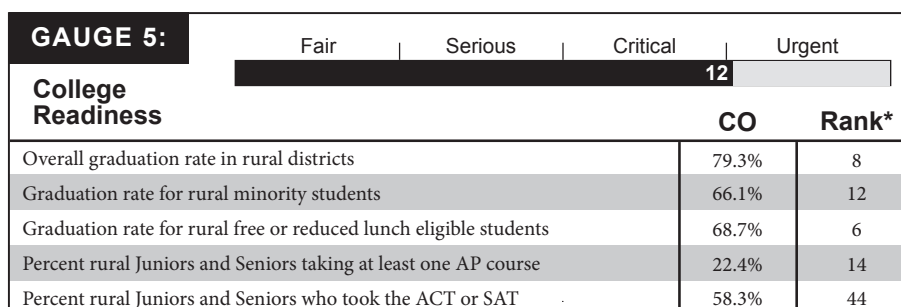 GAUGE 5:
Fair Serious Critical Urgent
12
College
Readiness
CO Rank*
Overall graduation rate in rural districts 79.3% 8
Graduation rate for rural minority students 66.1% 12
Graduation rate for rural free or reduced lunch eligible students 68.7% 6
Percent rural Juniors and Seniors taking at least one AP course 22.4% 14
Percent rural Juniors and Seniors who took the ACT or SAT 58.3% 44